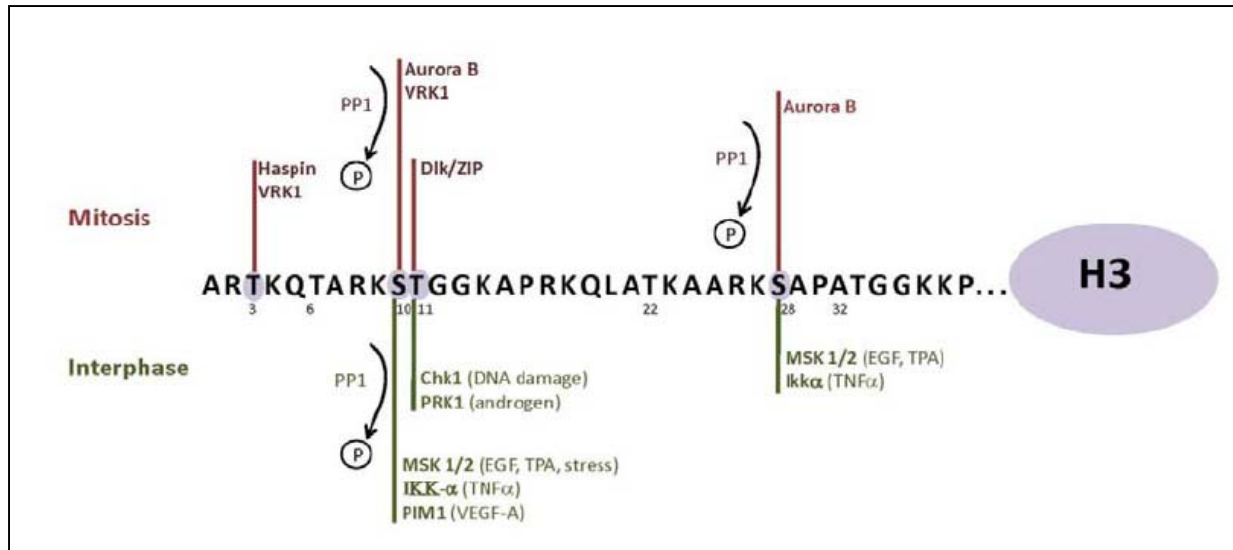 Aurora B
VRK1
PP1
P
Aurora B
PP1
P
Haspin
VRK1
Dlk/ZIP
Mitosis
ARTKQTARKSTGGKAPRKQLATKAARKSAPATGGKKP...
H3
3 6 10 11 22 28 32
Interphase
PP1
P
Chk1 (DNA damage)
PRK1 (androgen)
MSK 1/2 (EGF, TPA)
Ikkα (TNFα)
MSK 1/2 (EGF, TPA, stress)
IKK-α (TNFα)
PIM1 (VEGF-A)